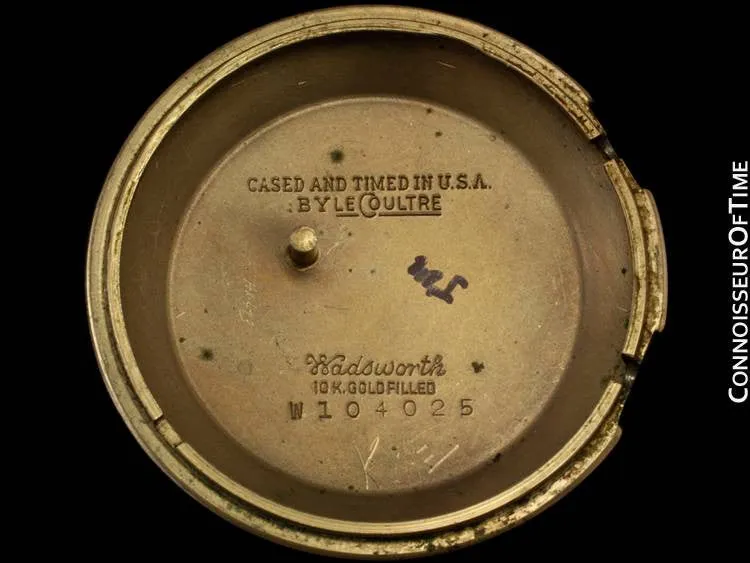 CASED AND TIMED IN U.S.A.
BY LECOULTRE
Wadsworth
10 K. GOLD FILLED
W104025
CONNOISSEUROFTIME